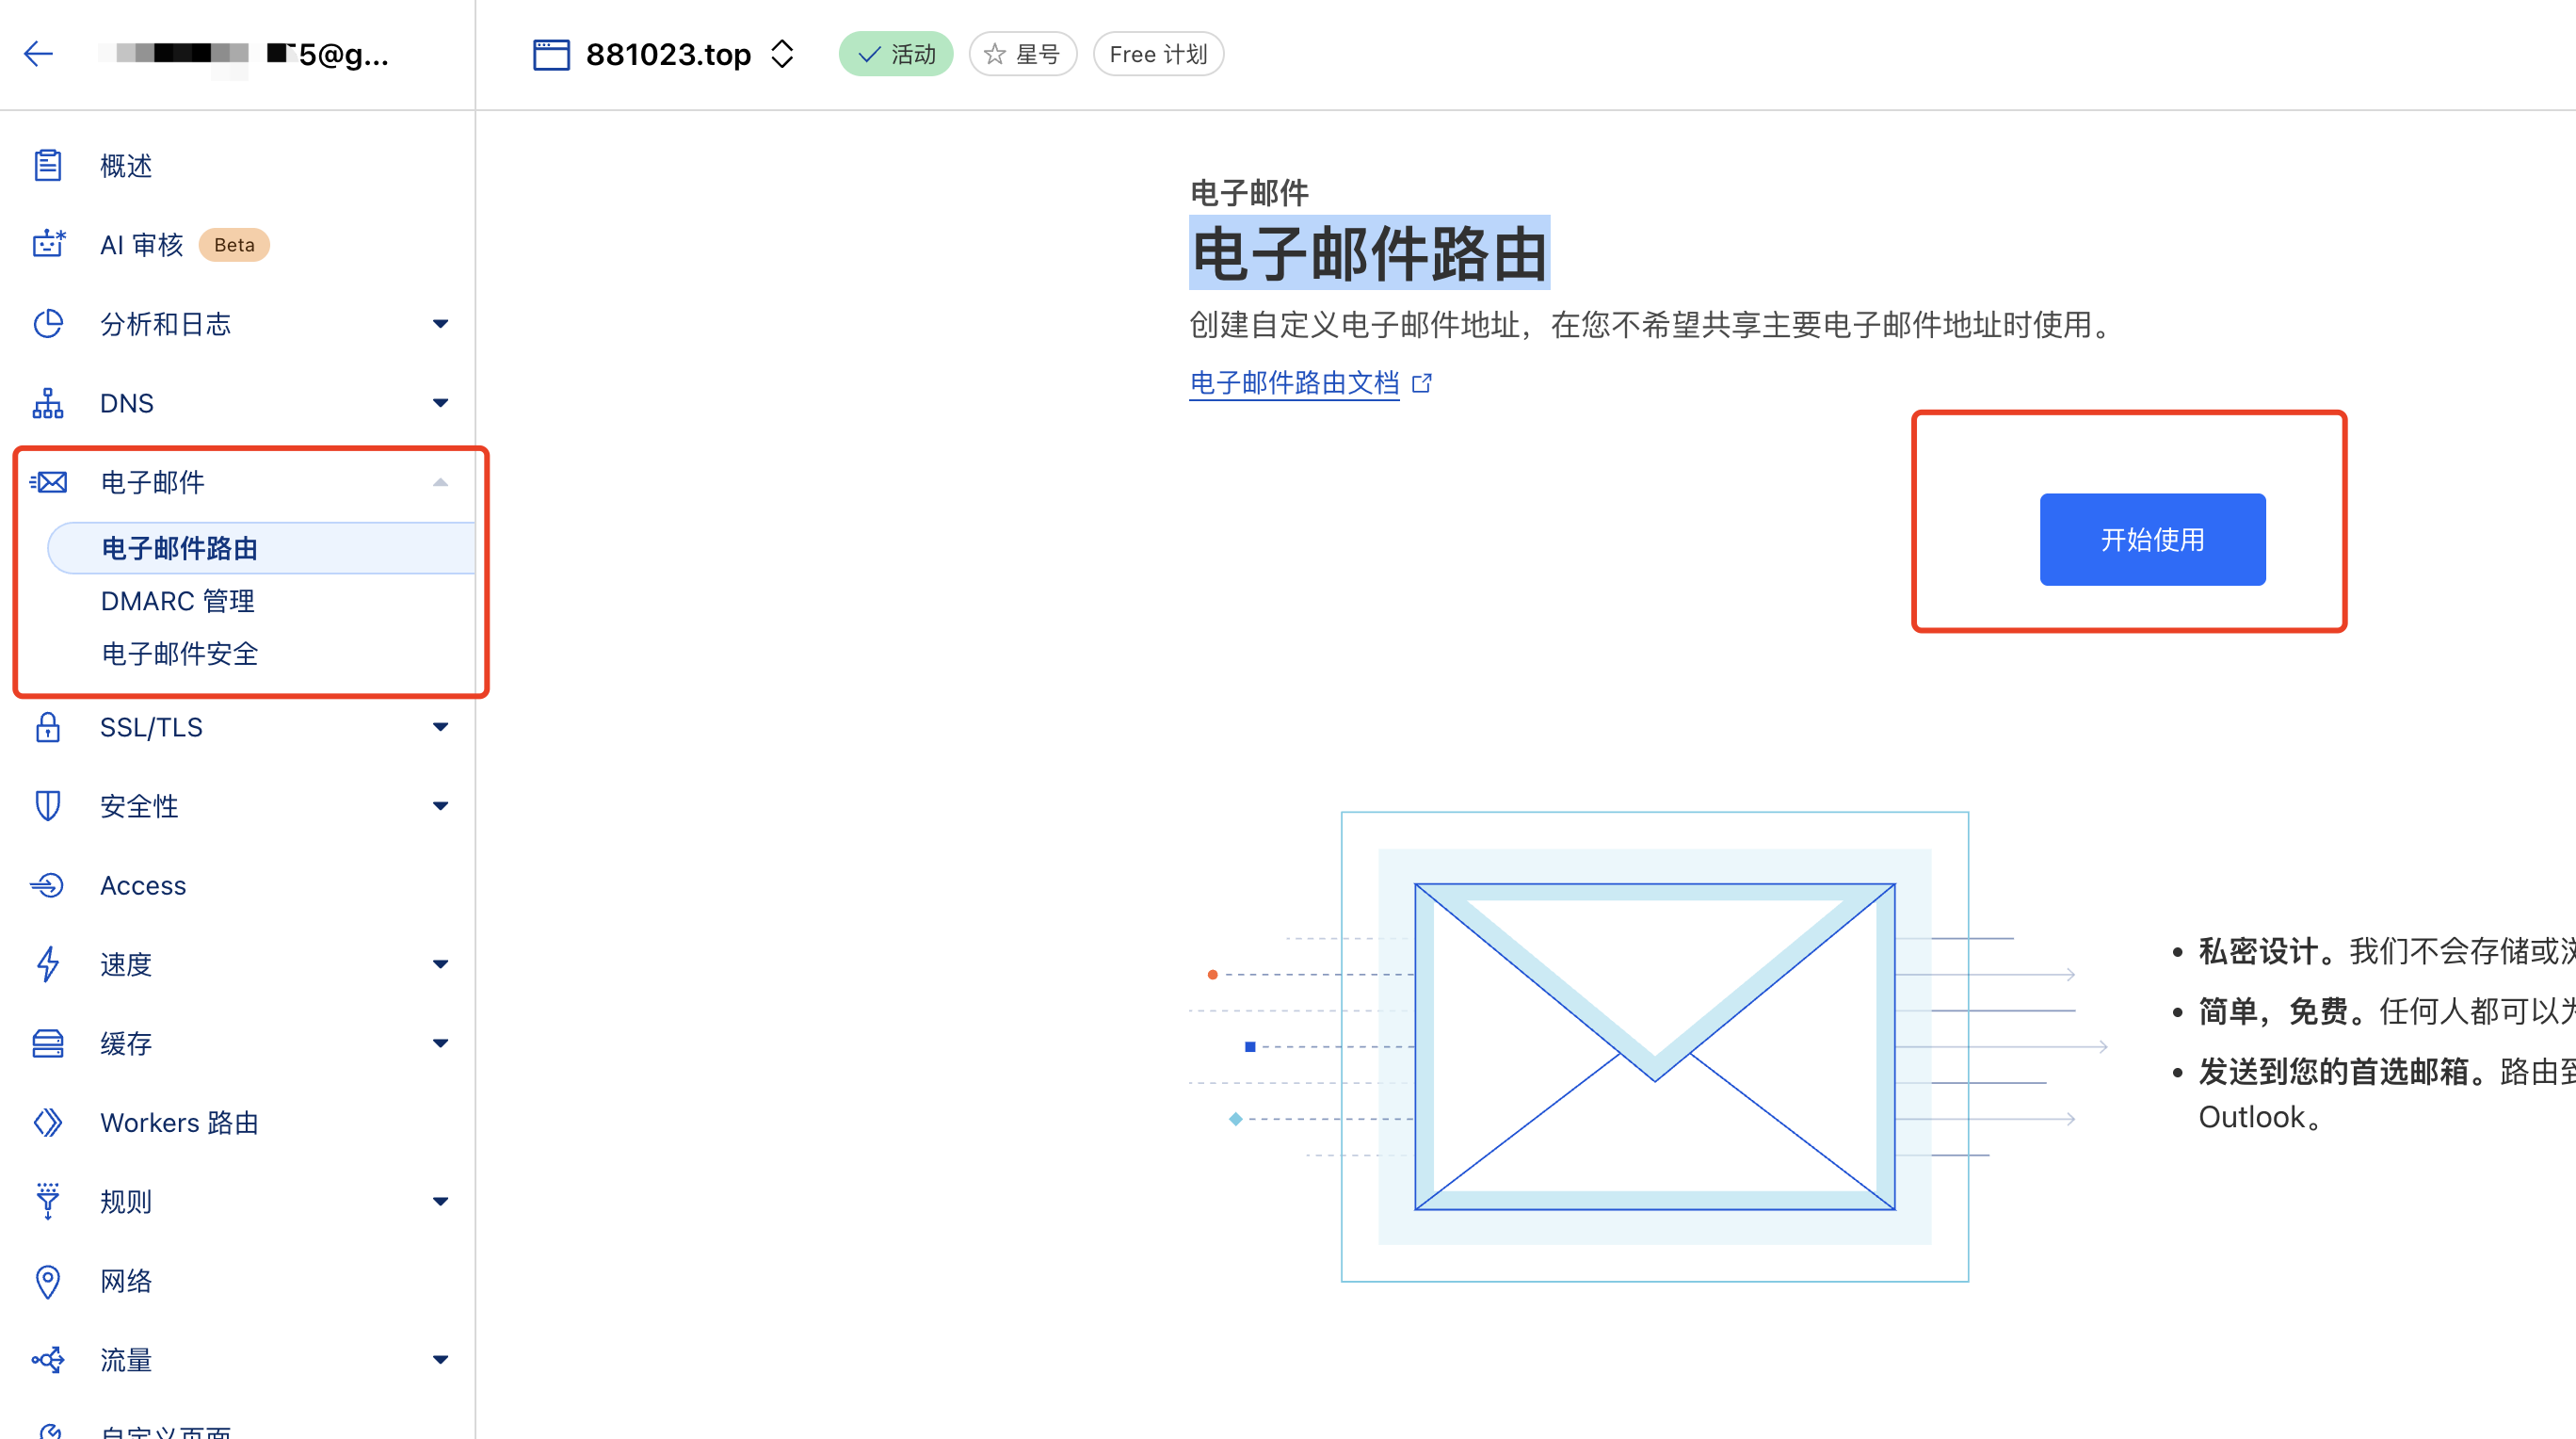 5@g...
881023.top
活动
星号
Free 计划
概述
AI 审核 Beta
分析和日志
DNS
电子邮件
电子邮件路由
DMARC 管理
电子邮件安全
SSL/TLS
安全性
Access
速度
缓存
Workers 路由
规则
网络
流量
自定义页面
电子邮件
电子邮件路由
创建自定义电子邮件地址，在您不希望共享主要电子邮件地址时使用。
电子邮件路由文档
开始使用
• 私密设计。我们不会存储或
• 简单，免费。任何人都可以
• 发送到您的首选邮箱。路由
Outlook。